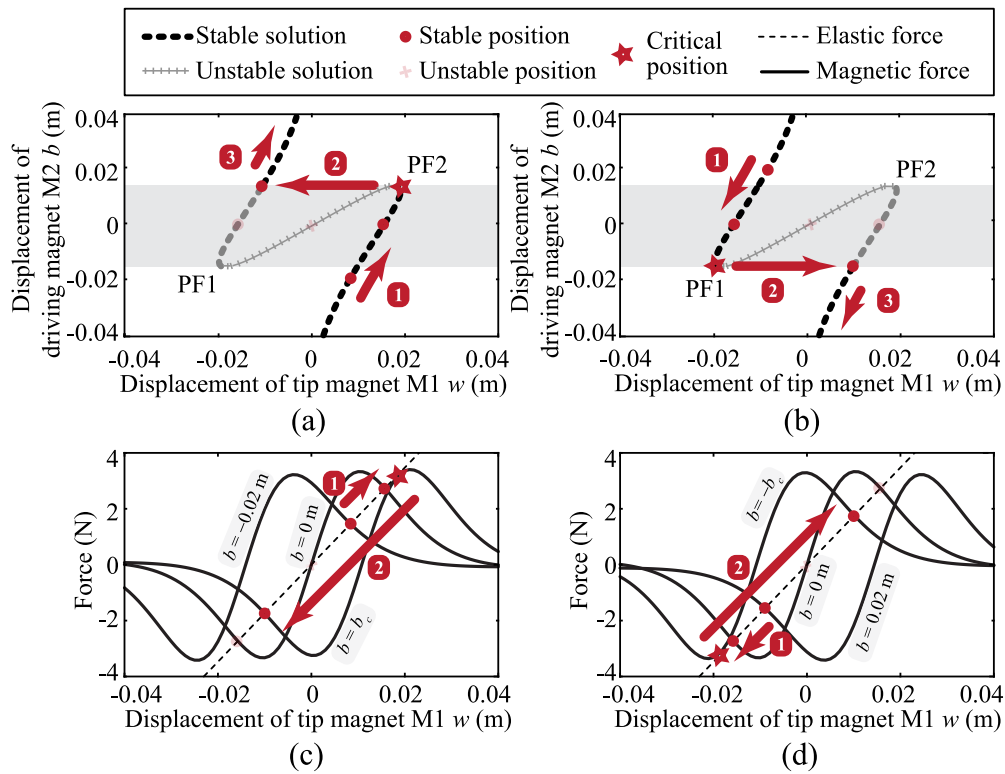 Stable solution
Stable position
Critical position
Elastic force
Unstable solution
Unstable position
Magnetic force
Displacement of
driving magnet M2 b (m)
0.04
0.02
0
-0.02
-0.04
3
2
PF2
PF1
1
-0.04
-0.02
0
0.02
0.04
Displacement of tip magnet M1 w (m)
(a)
Displacement of
driving magnet M2 b (m)
0.04
0.02
0
-0.02
-0.04
1
PF2
PF1
2
3
-0.04
-0.02
0
0.02
0.04
Displacement of tip magnet M1 w (m)
(b)
Force (N)
4
2
0
-2
-4
b = −0.02 m
b = 0 m
b = bc
1
2
-0.04
-0.02
0
0.02
0.04
Displacement of tip magnet M1 w (m)
(c)
Force (N)
4
2
0
-2
-4
b = −bc
b = 0 m
b = 0.02 m
2
1
-0.04
-0.02
0
0.02
0.04
Displacement of tip magnet M1 w (m)
(d)